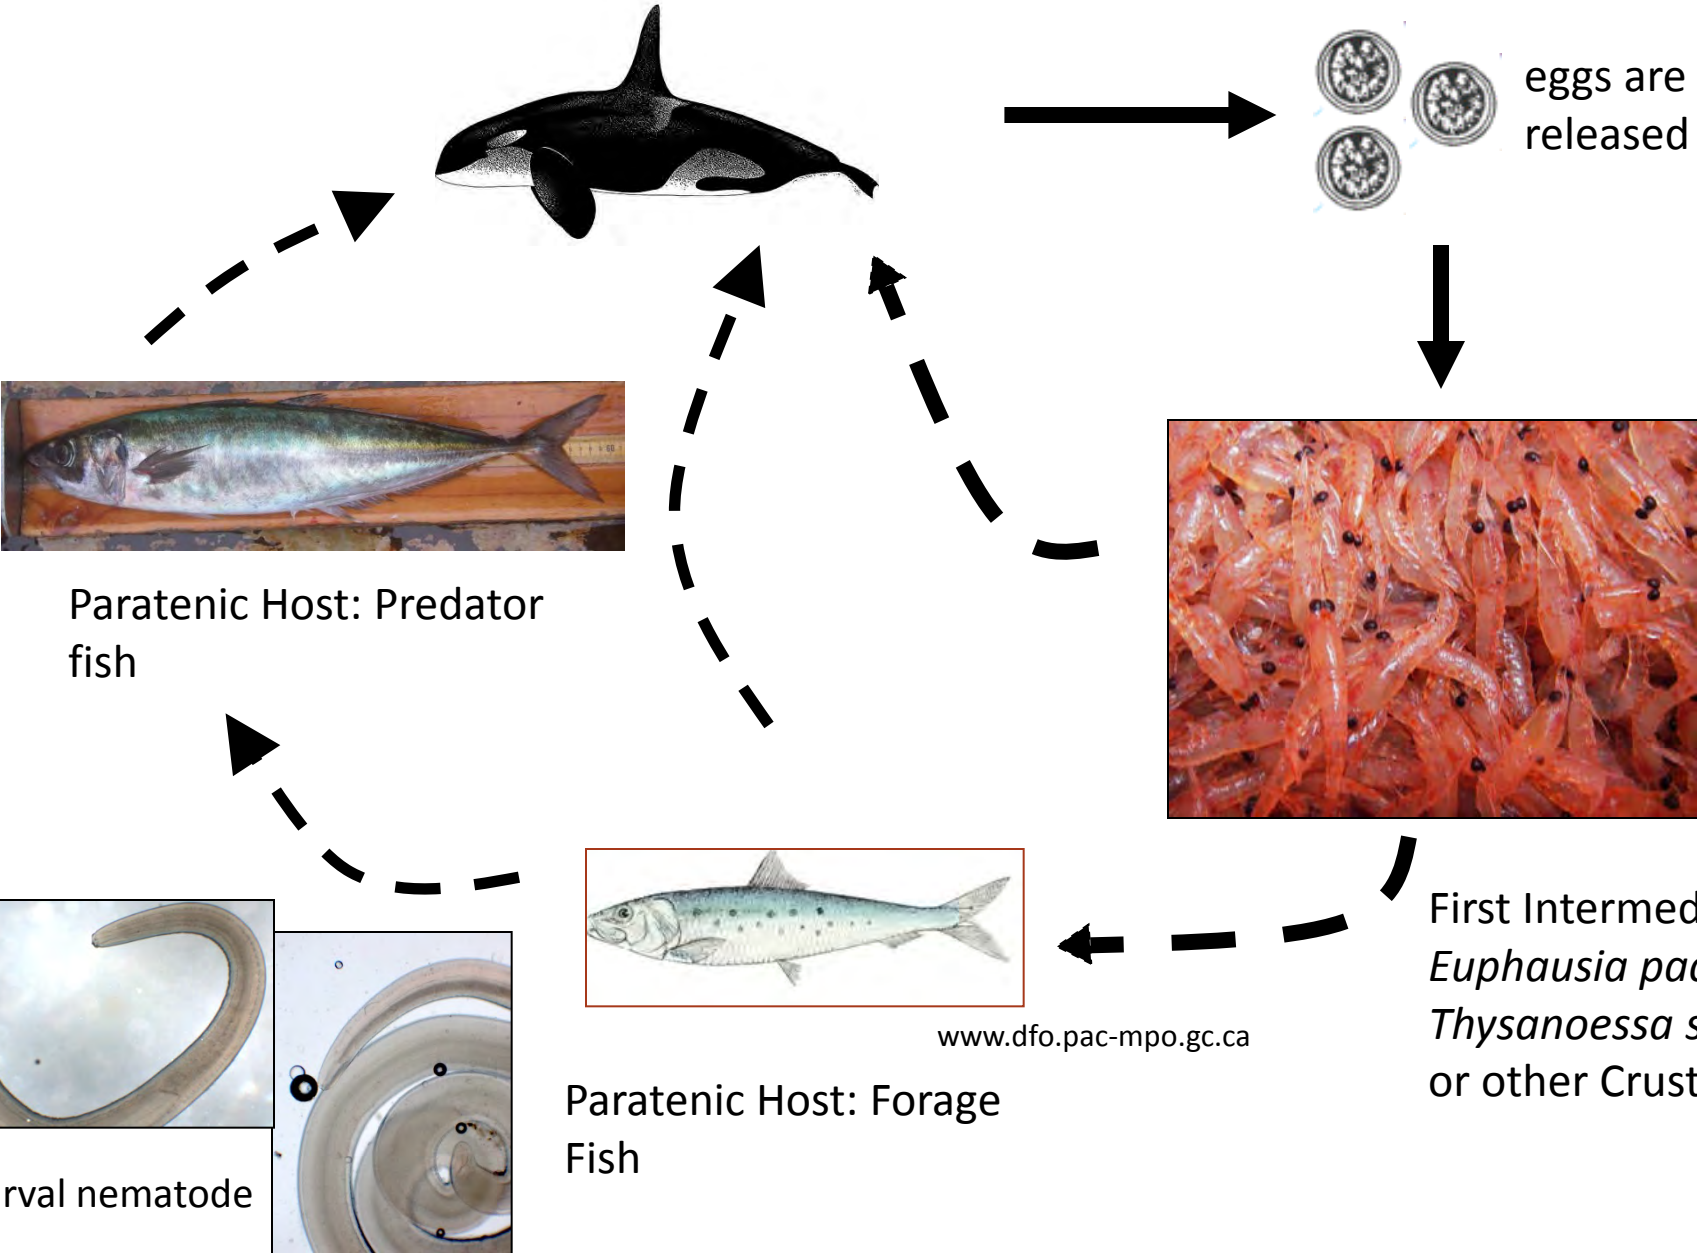 eggs are
released
Paratenic Host: Predator
fish
First Intermed
Euphausia pac
Thysanoessa s
or other Crust
www.dfo.pac-mpo.gc.ca
Paratenic Host: Forage
Fish
rval nematode